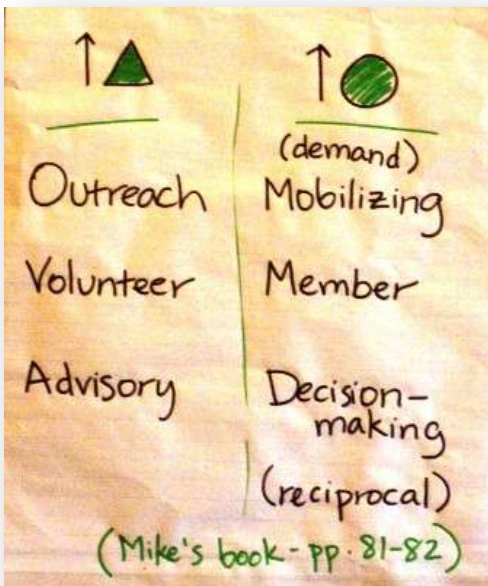 ↑▲ ↑●
(demand)
Outreach Mobilizing
Volunteer Member
Advisory Decision-
making
(reciprocal)
(Mike's book - pp. 81-82)